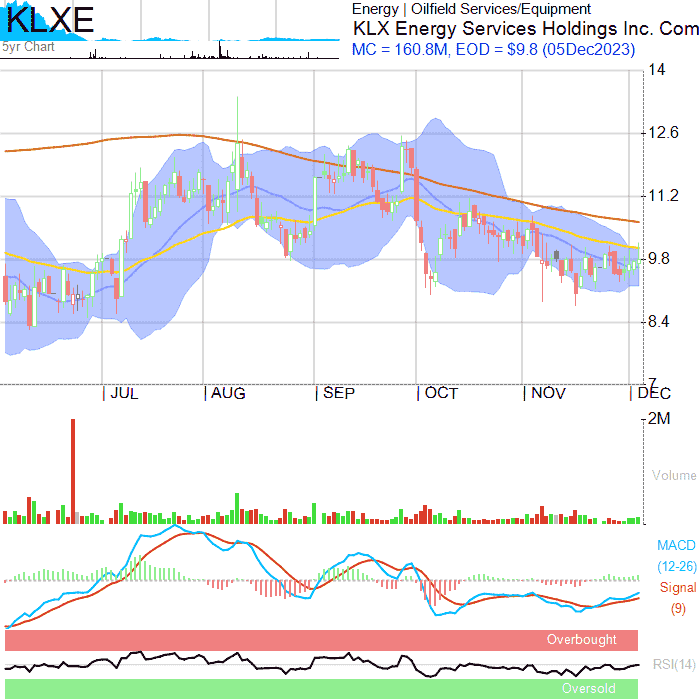 KLXE
5yr Chart
Energy | Oilfield Services/Equipment
KLX Energy Services Holdings Inc. Com
MC = 160.8M, EOD = $9.8 (05Dec2023)
14
12.6
11.2
9.8
8.4
7
JUL
AUG
SEP
OCT
NOV
DEC
2M
Volume
MACD
(12-26)
Signal
(9)
Overbought
RSI(14)
Oversold